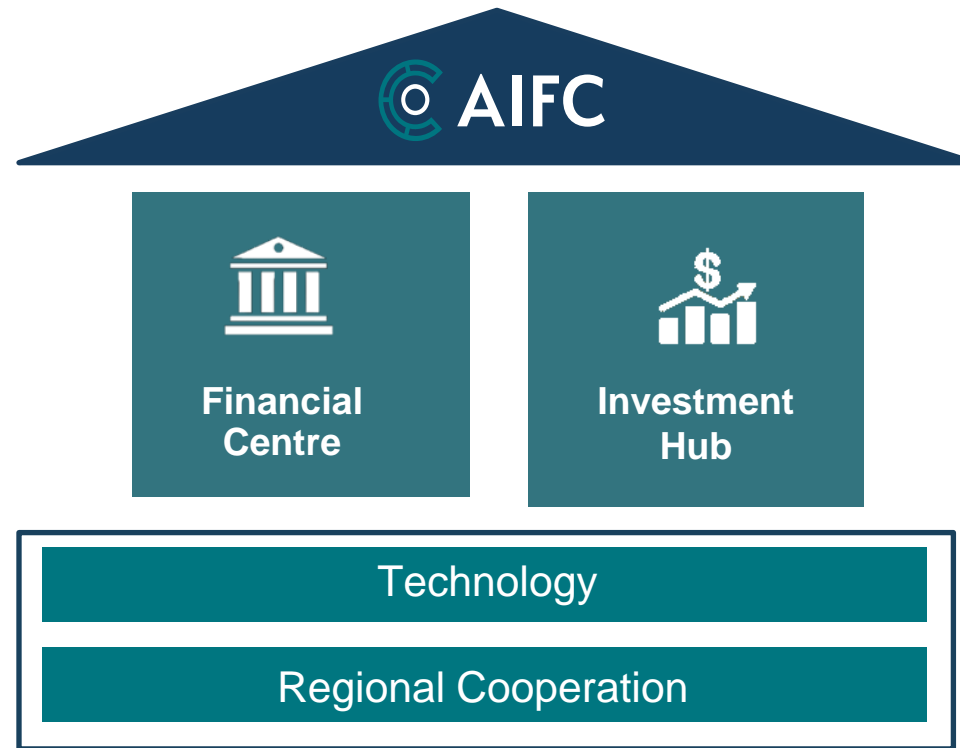 AIFC
Financial
Centre
Investment
Hub
$
Technology
Regional Cooperation